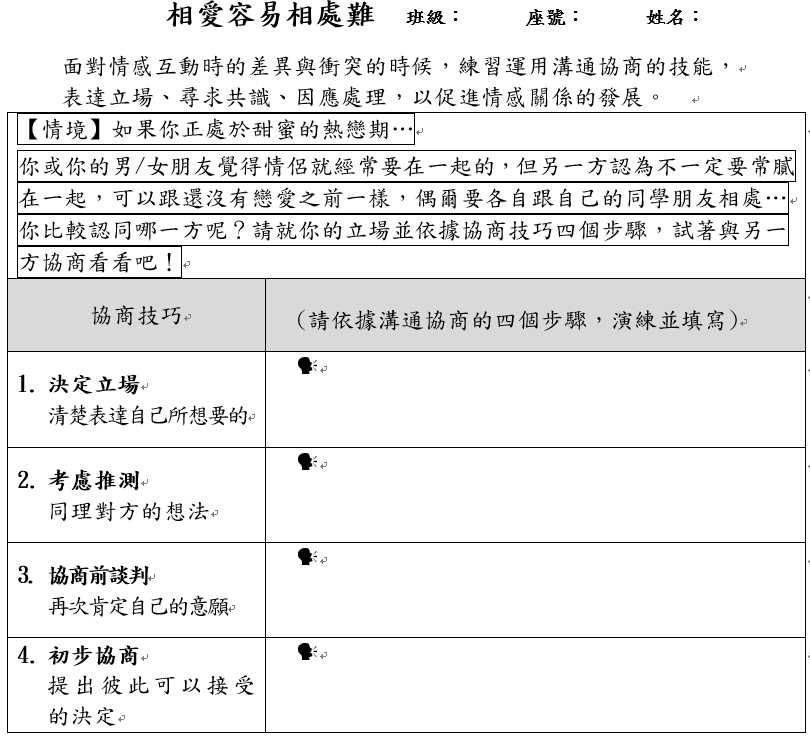 相愛容易相處難 班級： 座號： 姓名：
面對情感互動時的差異與衝突的時候，練習運用溝通協商的技能，
表達立場、尋求共識、因應處理，以促進情感關係的發展。
【情境】如果你正處於甜蜜的熱戀期…
你或你的男/女朋友覺得情侶就經常要在一起的，但另一方認為不一定要常膩
在一起，可以跟還沒有戀愛之前一樣，偶爾要各自跟自己的同學朋友相處…
你比較認同哪一方呢？請就你的立場並依據協商技巧四個步驟，試著與另一
方協商看看吧！
協商技巧
（請依據溝通協商的四個步驟，演練並填寫）
1. 決定立場
清楚表達自己所想要的
2. 考慮推測
同理對方的想法
3. 協商前談判
再次肯定自己的意願
4. 初步協商
提出彼此可以接受
的決定